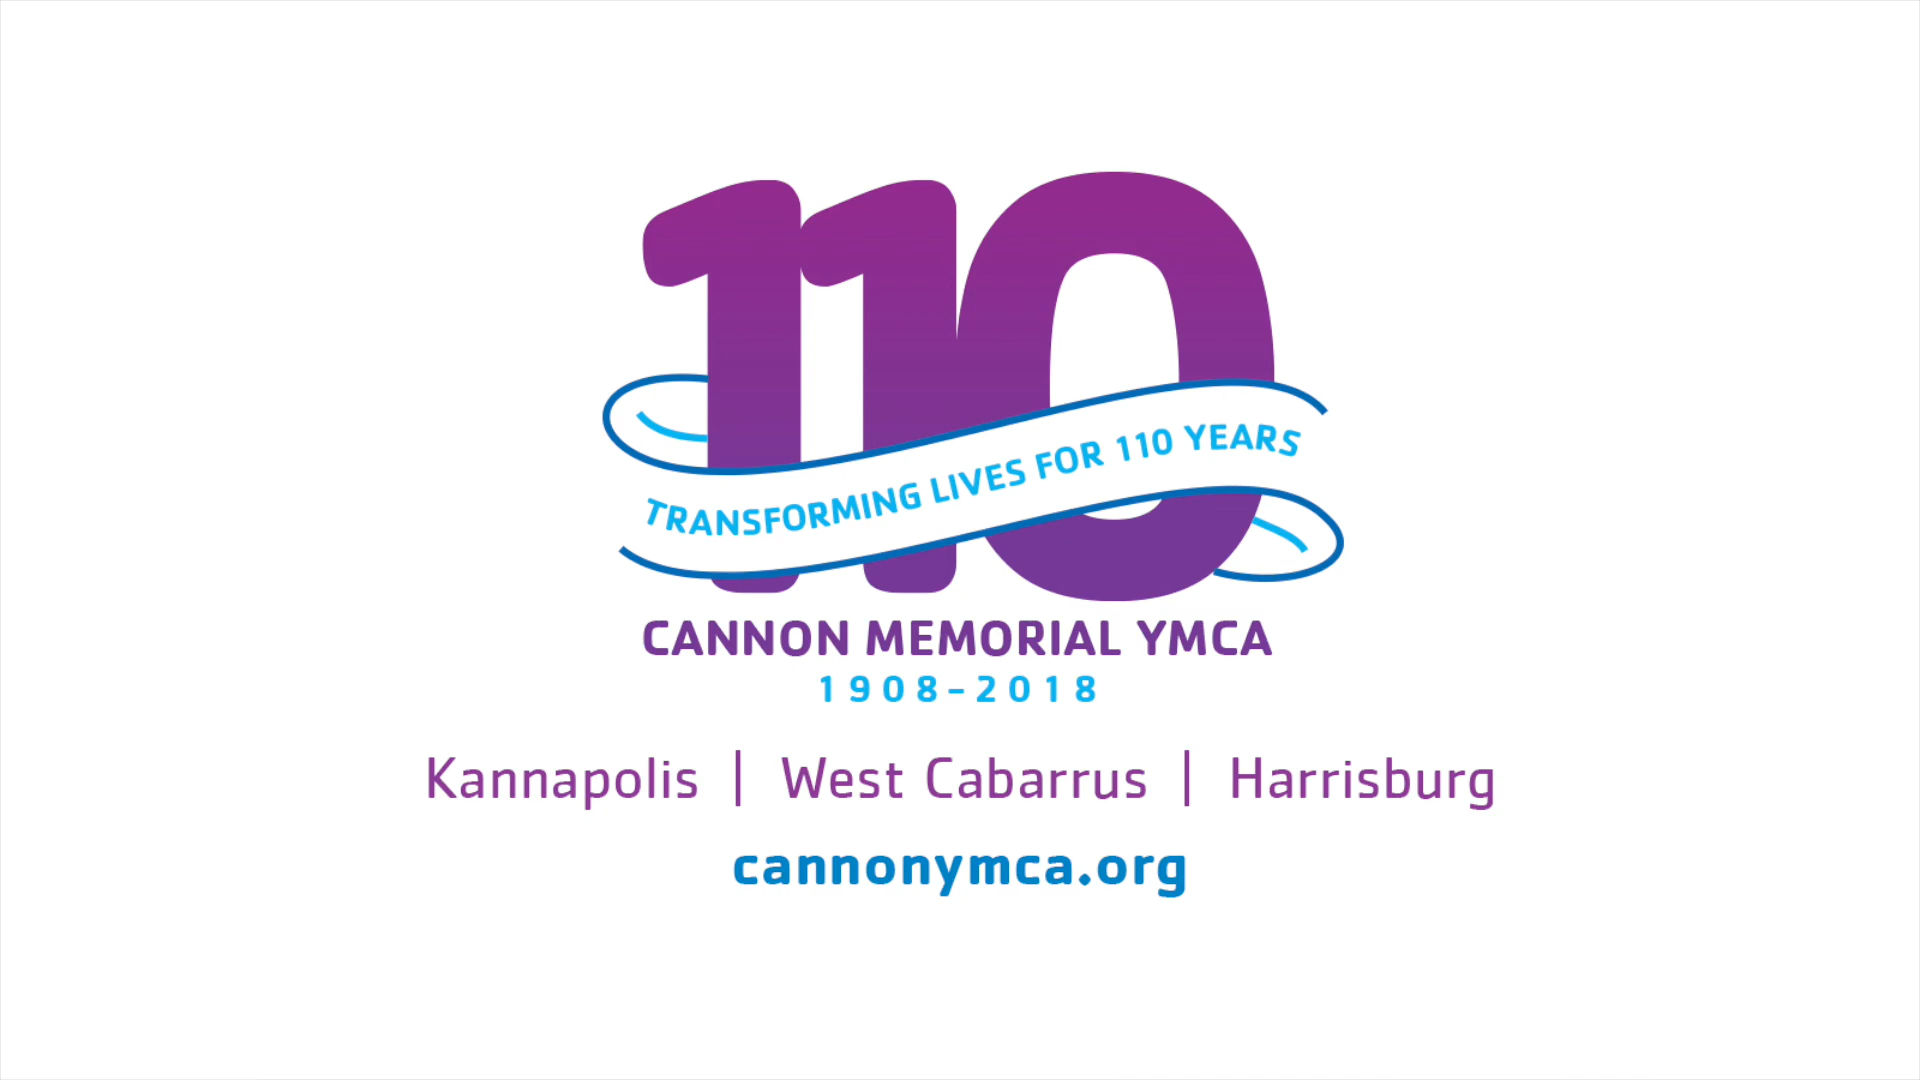 110
TRANSFORMING LIVES FOR 110 YEARS
CANNON MEMORIAL YMCA
1908-2018
Kannapolis | West Cabarrus | Harrisburg
cannonymca.org